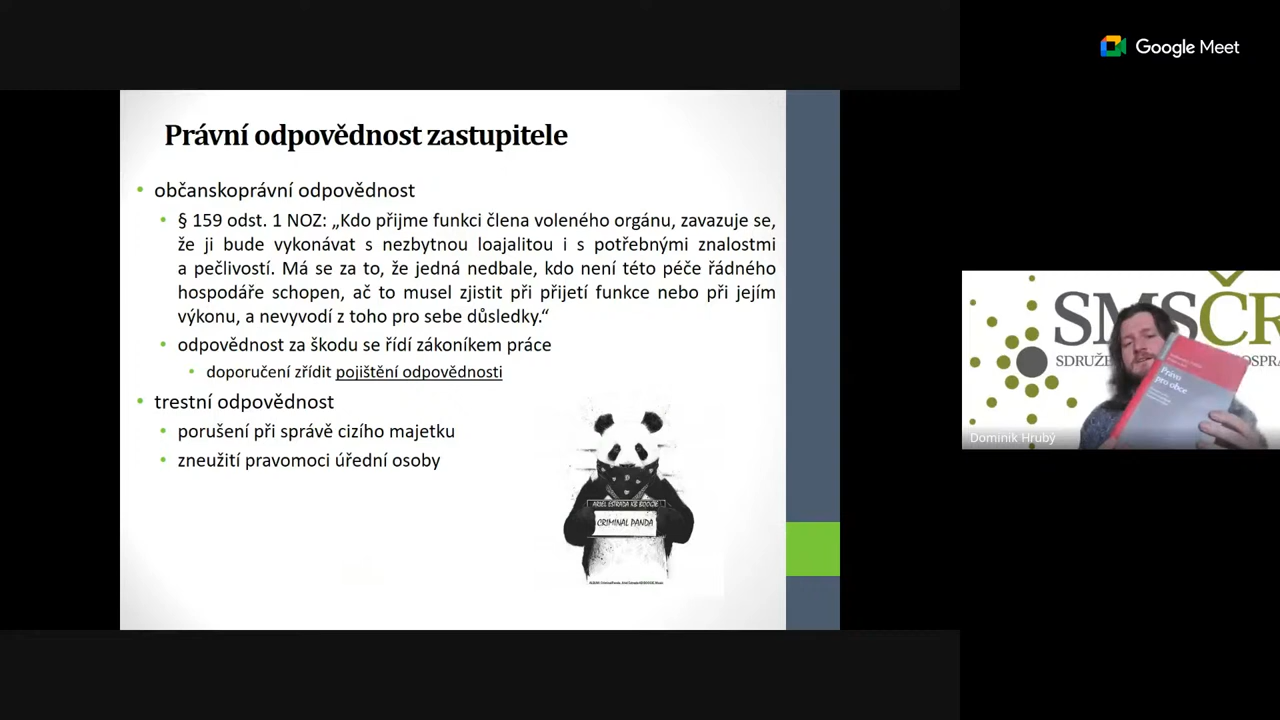 Google Meet
Právní odpovědnost zastupitele
• občanskoprávní odpovědnost
• § 159 odst. 1 NOZ: „Kdo přijme funkci člena voleného orgánu, zavazuje se,
že ji bude vykonávat s nezbytnou loajalitou i s potřebnými znalostmi
a pečlivostí. Má se za to, že jedná nedbale, kdo není této péče řádného
hospodáře schopen, ač to musel zjistit při přijetí funkce nebo při jejím
výkonu, a nevyvodí z toho pro sebe důsledky.“
• odpovědnost za škodu se řídí zákoníkem práce
• doporučení zřídit pojištění odpovědnosti
• trestní odpovědnost
• porušení při správě cizího majetku
• zneužití pravomoci úřední osoby
CRIMINAL PANDA
SMSČR
SDRUŽE
OSPRA
Právo
pro obce
Dominik Hrubý